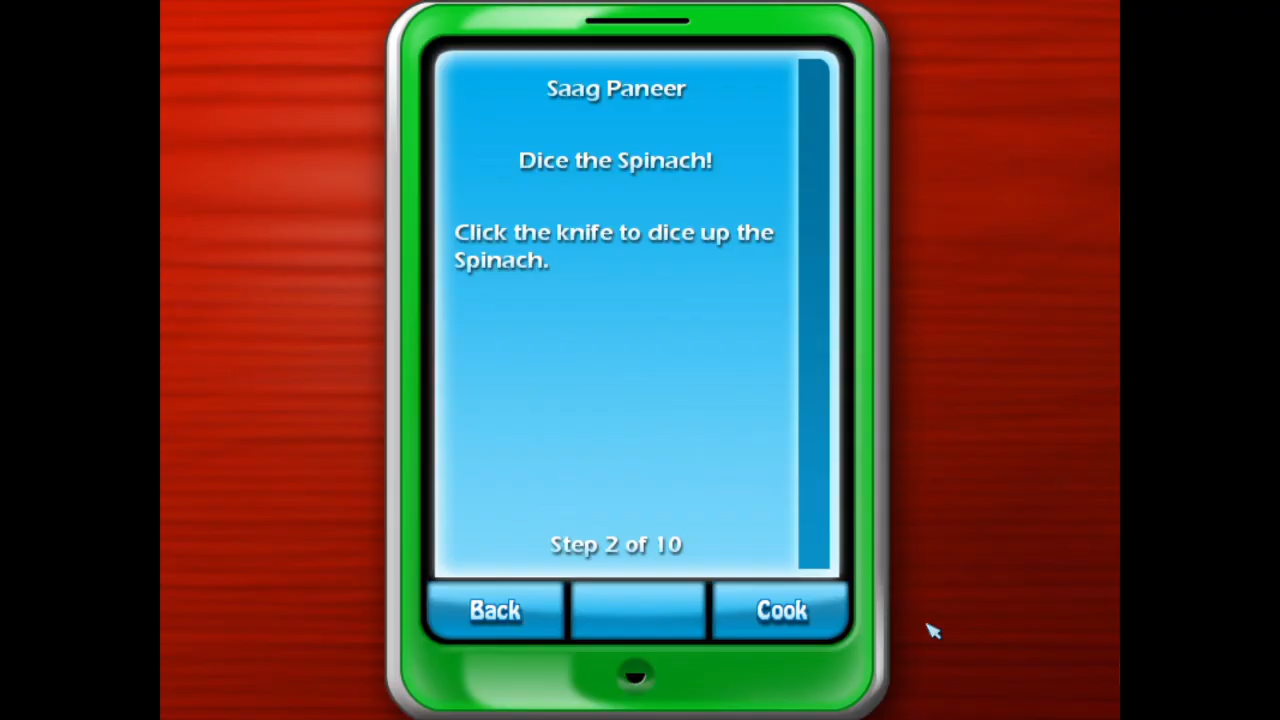 Saag Paneer
Dice the Spinach!
Click the knife to dice up the
Spinach.
Step 2 of 10
Back
Cook